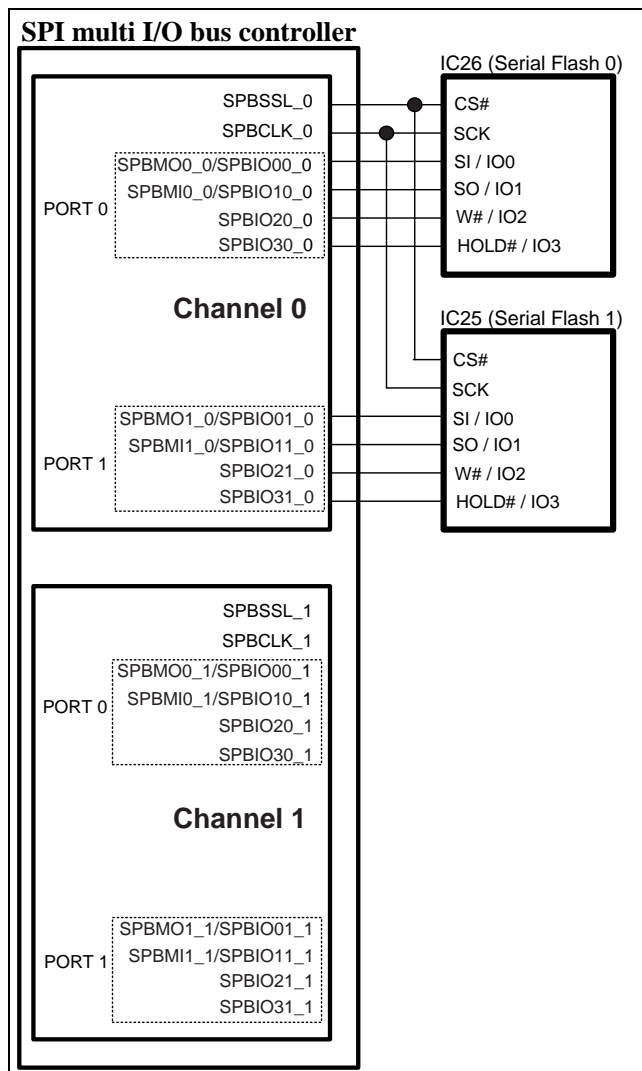 SPI multi I/O bus controller
SPBSSL_0
SPBCLK_0
PORT 0
SPBMO0_0/SPBIO00_0
SPBMI0_0/SPBIO10_0
SPBIO20_0
SPBIO30_0
Channel 0
PORT 1
SPBMO1_0/SPBIO01_0
SPBMI1_0/SPBIO11_0
SPBIO21_0
SPBIO31_0
IC26 (Serial Flash 0)
CS#
SCK
SI / IO0
SO / IO1
W# / IO2
HOLD# / IO3
IC25 (Serial Flash 1)
CS#
SCK
SI / IO0
SO / IO1
W# / IO2
HOLD# / IO3
SPBSSL_1
SPBCLK_1
PORT 0
SPBMO0_1/SPBIO00_1
SPBMI0_1/SPBIO10_1
SPBIO20_1
SPBIO30_1
Channel 1
PORT 1
SPBMO1_1/SPBIO01_1
SPBMI1_1/SPBIO11_1
SPBIO21_1
SPBIO31_1